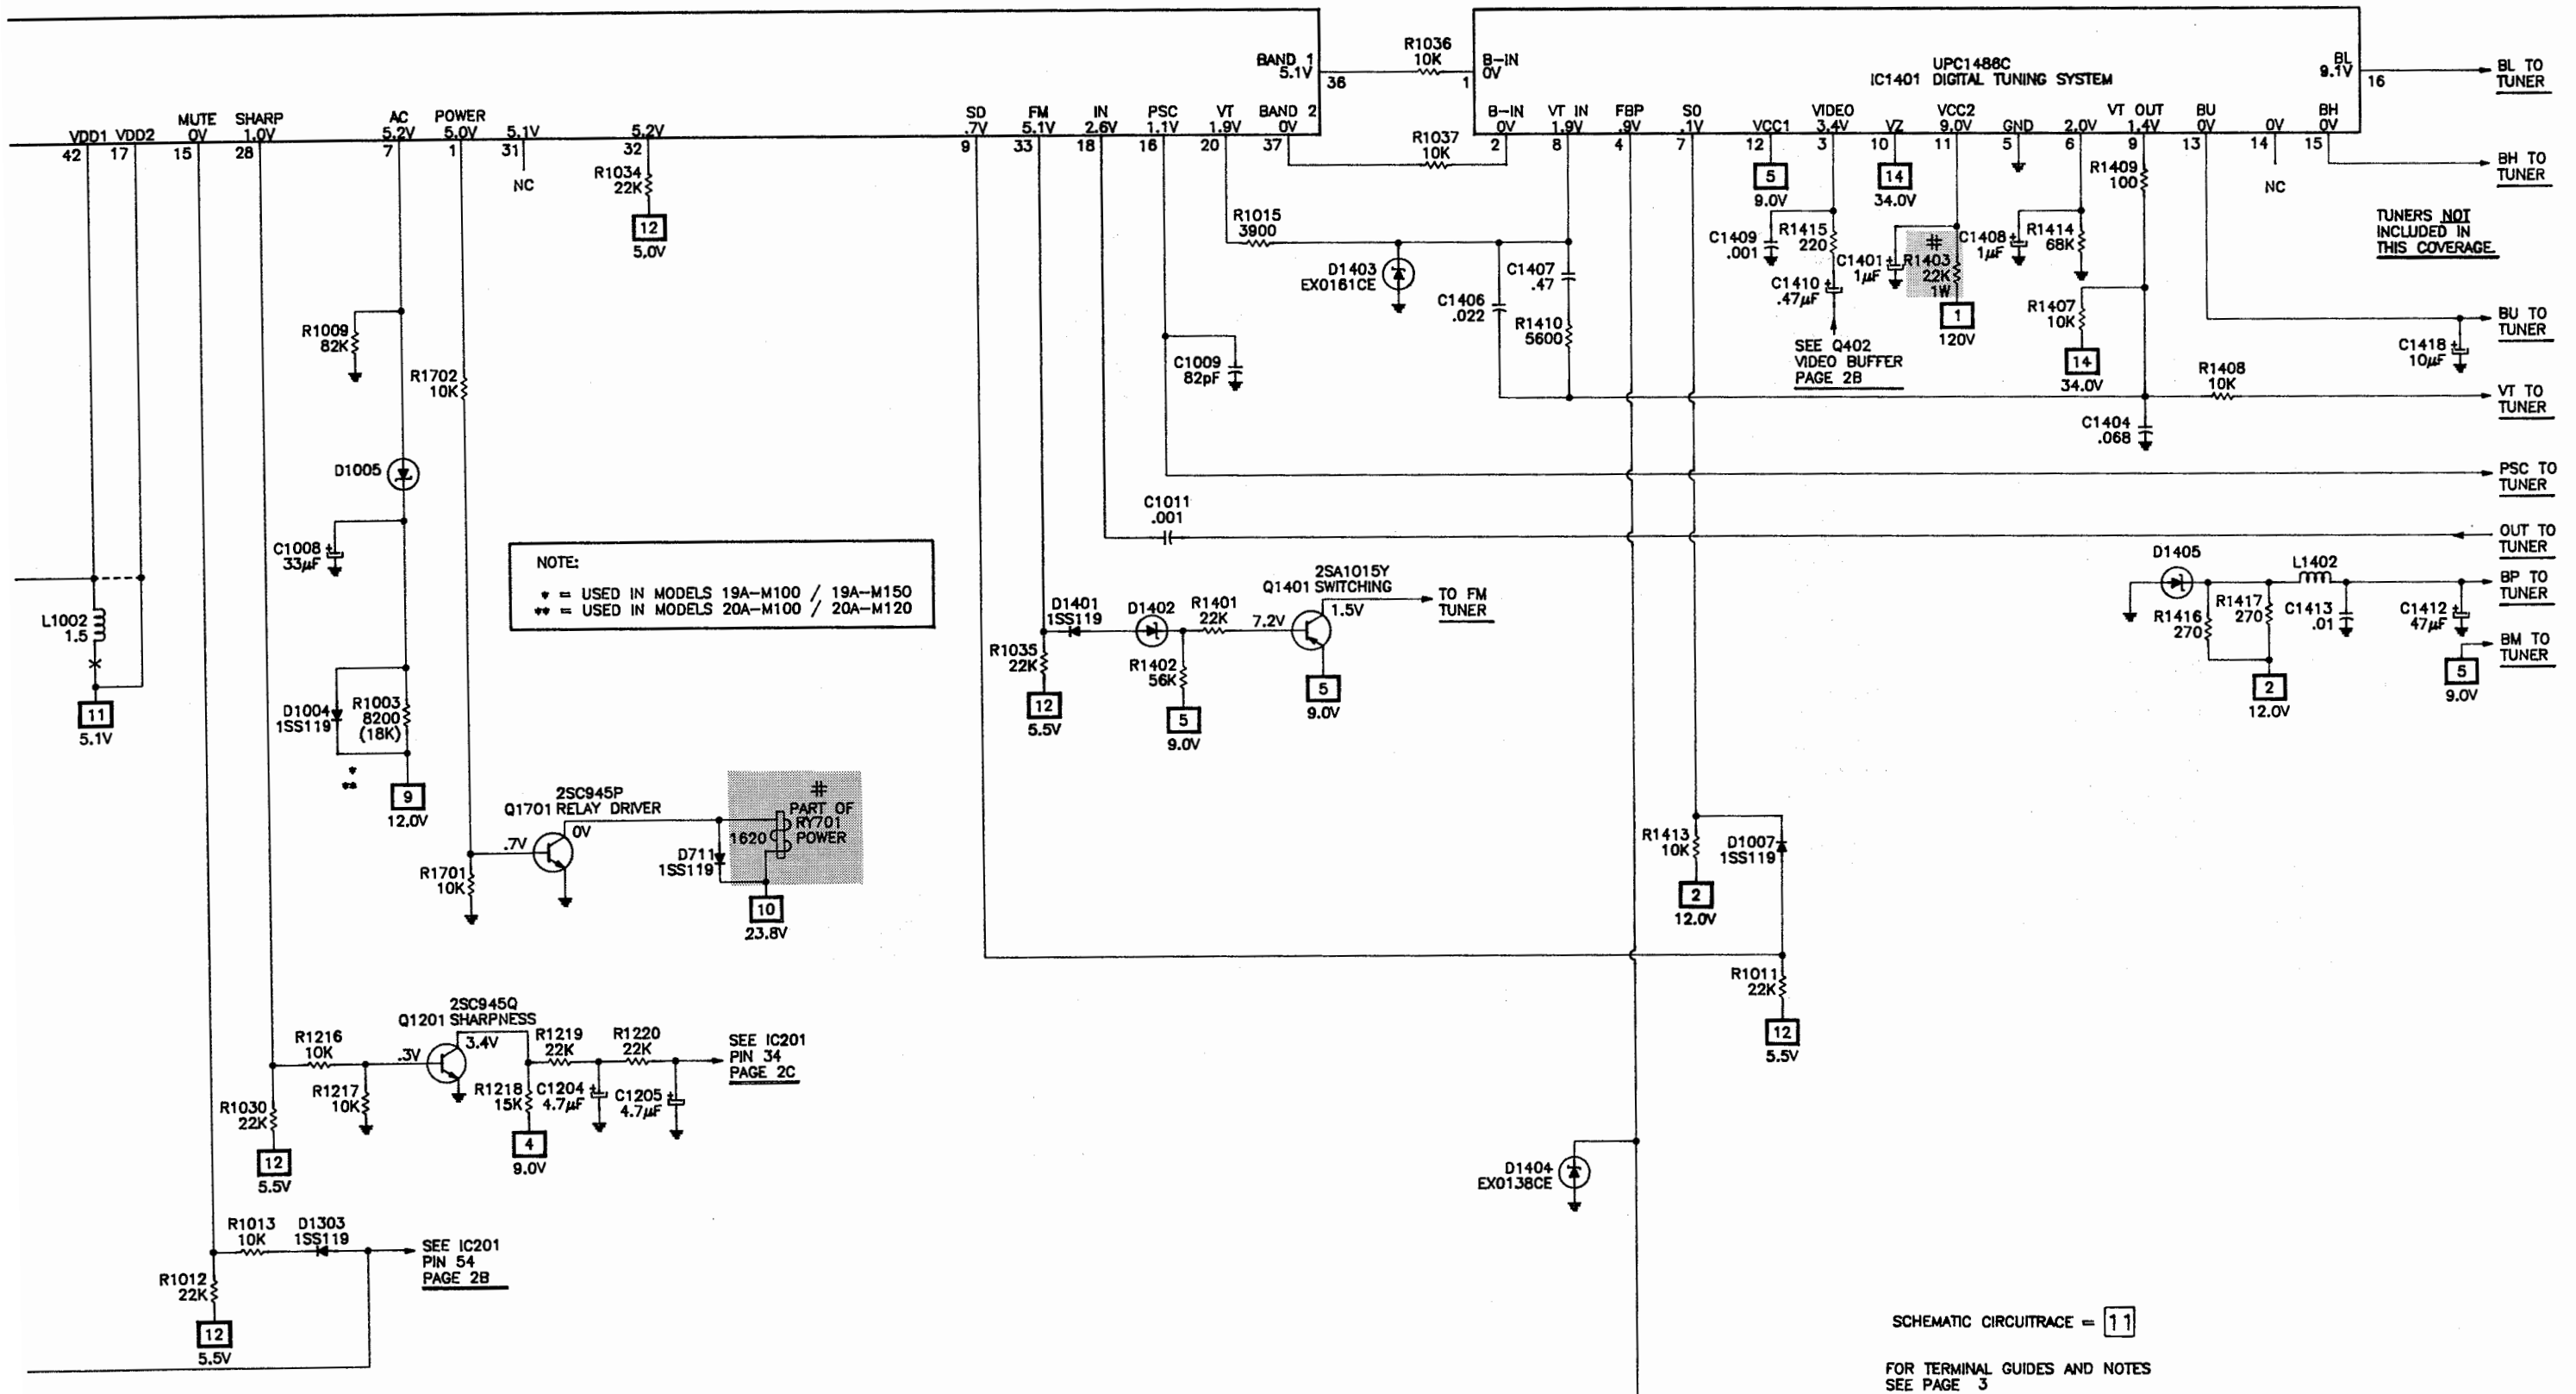 BAND 1
5.1V
36
R1036
10K
B-IN
0V
1
UPC1486C
IC1401 DIGITAL TUNING SYSTEM
BL
9.1V
16
BL TO
TUNER
VDD1
42
VDD2
17
MUTE
0V
15
SHARP
1.0V
28
AC
5.2V
7
POWER
5.0V
1
5.1V
31
NC
5.2V
32
R1034
22K
12
5.0V
SD
.7V
9
FM
5.1V
33
IN
2.6V
18
PSC
1.1V
16
VT
1.9V
20
BAND 2
0V
37
R1037
10K
B-IN
0V
2
VT IN
1.9V
8
FBP
.9V
4
SO
.1V
7
VCC1
12
5
9.0V
VIDEO
3.4V
3
VZ
10
14
34.0V
VCC2
9.0V
11
GND
5
2.0V
6
VT OUT
1.4V
9
R1409
100
BU
0V
13
0V
14
NC
BH
0V
15
BH TO
TUNER
TUNERS NOT
INCLUDED IN
THIS COVERAGE.
R1015
3900
D1403
EX0161CE
C1406
.022
C1407
.47
R1410
5600
C1409
.001
R1415
220
C1410
.47µF
SEE Q402
VIDEO BUFFER
PAGE 2B
C1401
1µF
#
R1403
22K
1W
1
120V
C1408
1µF
R1414
68K
R1407
10K
14
34.0V
BU TO
TUNER
C1418
10µF
R1408
10K
VT TO
TUNER
C1404
.068
R1009
82K
R1702
10K
C1009
82pF
D1005
PSC TO
TUNER
C1008
33µF
C1011
.001
OUT TO
TUNER
NOTE:
* = USED IN MODELS 19A-M100 / 19A-M150
** = USED IN MODELS 20A-M100 / 20A-M120
L1002
1.5
11
5.1V
D1004
1SS119
R1003
8200
(18K)
*
**
9
12.0V
D1401
1SS119
D1402
R1401
22K
7.2V
2SA1015Y
Q1401 SWITCHING
1.5V
TO FM
TUNER
R1035
22K
12
5.5V
R1402
56K
5
9.0V
5
9.0V
D1405
L1402
BP TO
TUNER
R1416
270
R1417
270
C1413
.01
C1412
47µF
BM TO
TUNER
2
12.0V
5
9.0V
2SC945P
Q1701 RELAY DRIVER
.7V
0V
R1701
10K
D711
1SS119
#
PART OF
RY701
POWER
1620
10
23.8V
R1413
10K
2
12.0V
D1007
1SS119
R1011
22K
12
5.5V
2SC945Q
Q1201 SHARPNESS
R1216
10K
.3V
3.4V
R1219
22K
R1220
22K
SEE IC201
PIN 34
PAGE 2C
R1217
10K
R1218
15K
C1204
4.7µF
C1205
4.7µF
R1030
22K
12
5.5V
4
9.0V
D1404
EX0138CE
R1013
10K
D1303
1SS119
SEE IC201
PIN 54
PAGE 2B
R1012
22K
12
5.5V
SCHEMATIC CIRCUITRACE = 11
FOR TERMINAL GUIDES AND NOTES
SEE PAGE 3